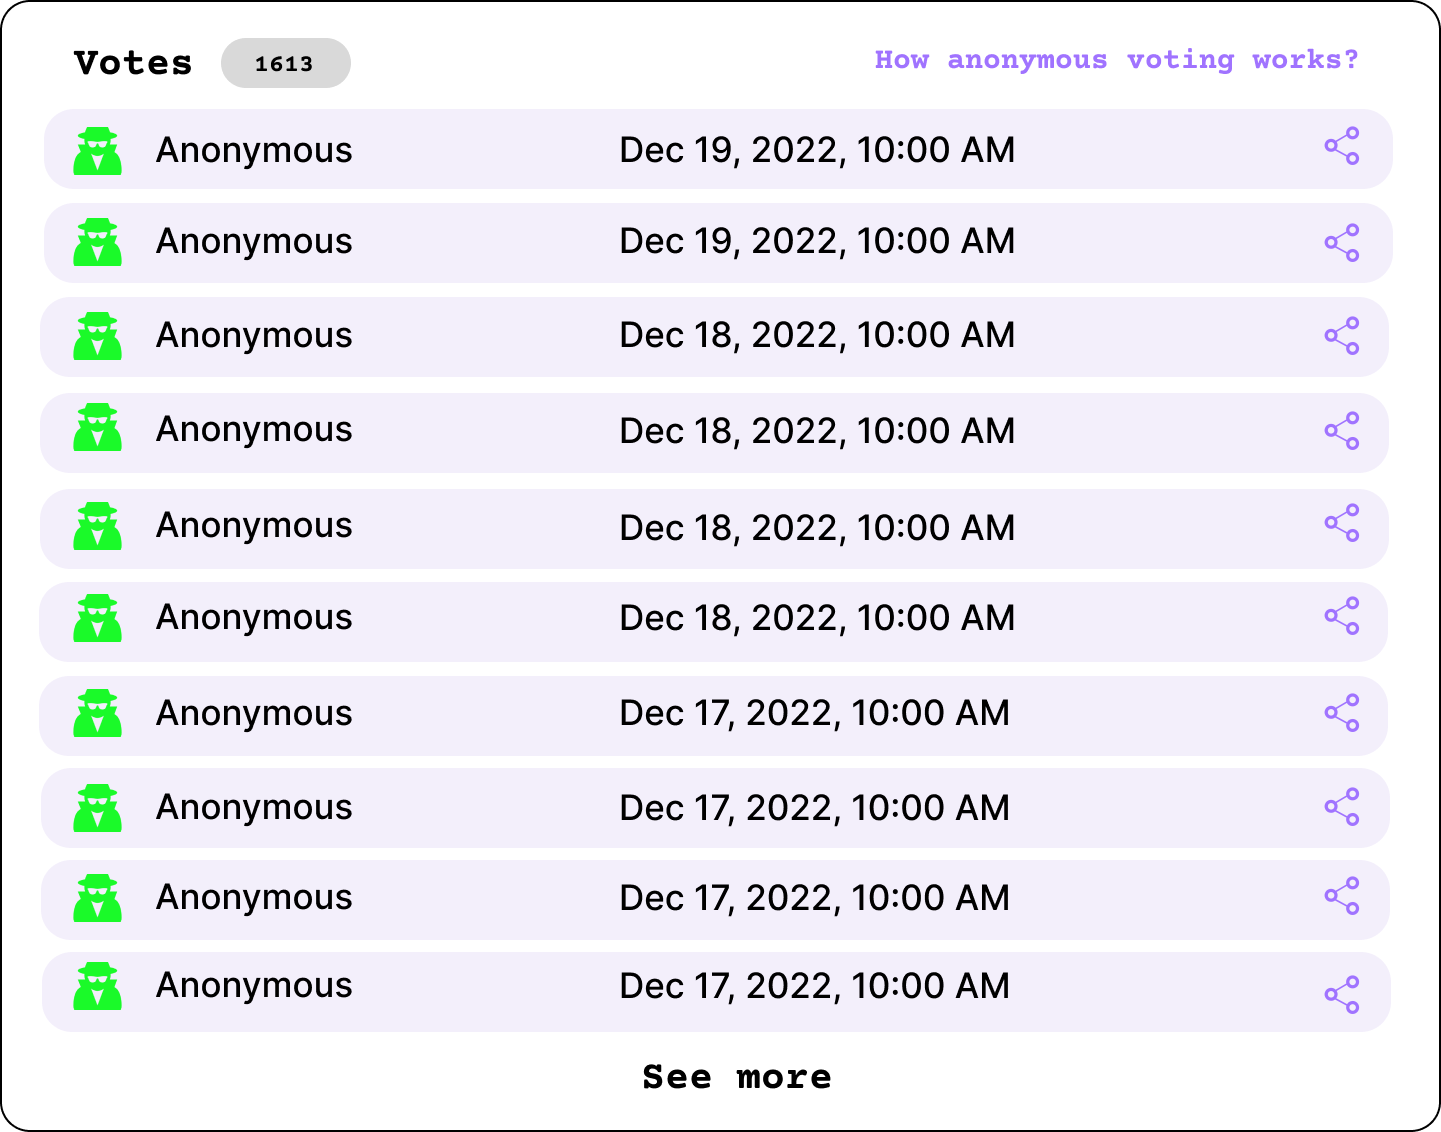 Votes 1613 How anonymous voting works?
Anonymous Dec 19, 2022, 10:00 AM
Anonymous Dec 19, 2022, 10:00 AM
Anonymous Dec 18, 2022, 10:00 AM
Anonymous Dec 18, 2022, 10:00 AM
Anonymous Dec 18, 2022, 10:00 AM
Anonymous Dec 18, 2022, 10:00 AM
Anonymous Dec 17, 2022, 10:00 AM
Anonymous Dec 17, 2022, 10:00 AM
Anonymous Dec 17, 2022, 10:00 AM
Anonymous Dec 17, 2022, 10:00 AM
See more